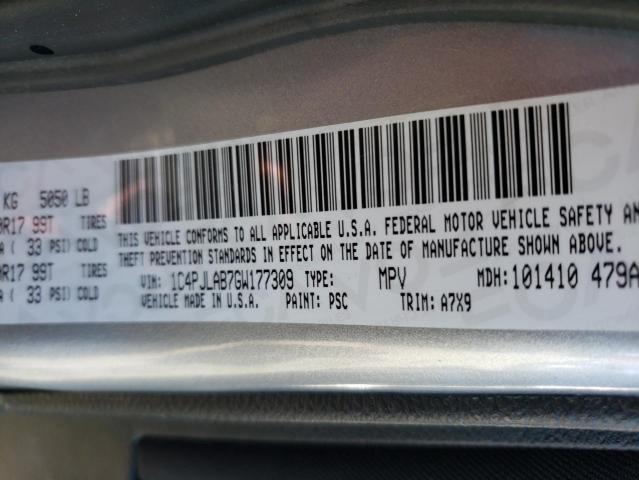 KG 5050 LB
R17 99T TIRES
( 33 PSI) COLD
R17 99T TIRES
( 33 PSI) COLD
THIS VEHICLE CONFORMS TO ALL APPLICABLE U.S.A. FEDERAL MOTOR VEHICLE SAFETY AN
THEFT PREVENTION STANDARDS IN EFFECT ON THE DATE OF MANUFACTURE SHOWN ABOVE.
VIN: 1C4PJLAB7GW177309 TYPE: MPV MDH: 101410 479A
VEHICLE MADE IN U.S.A. PAINT: PSC TRIM: A7X9